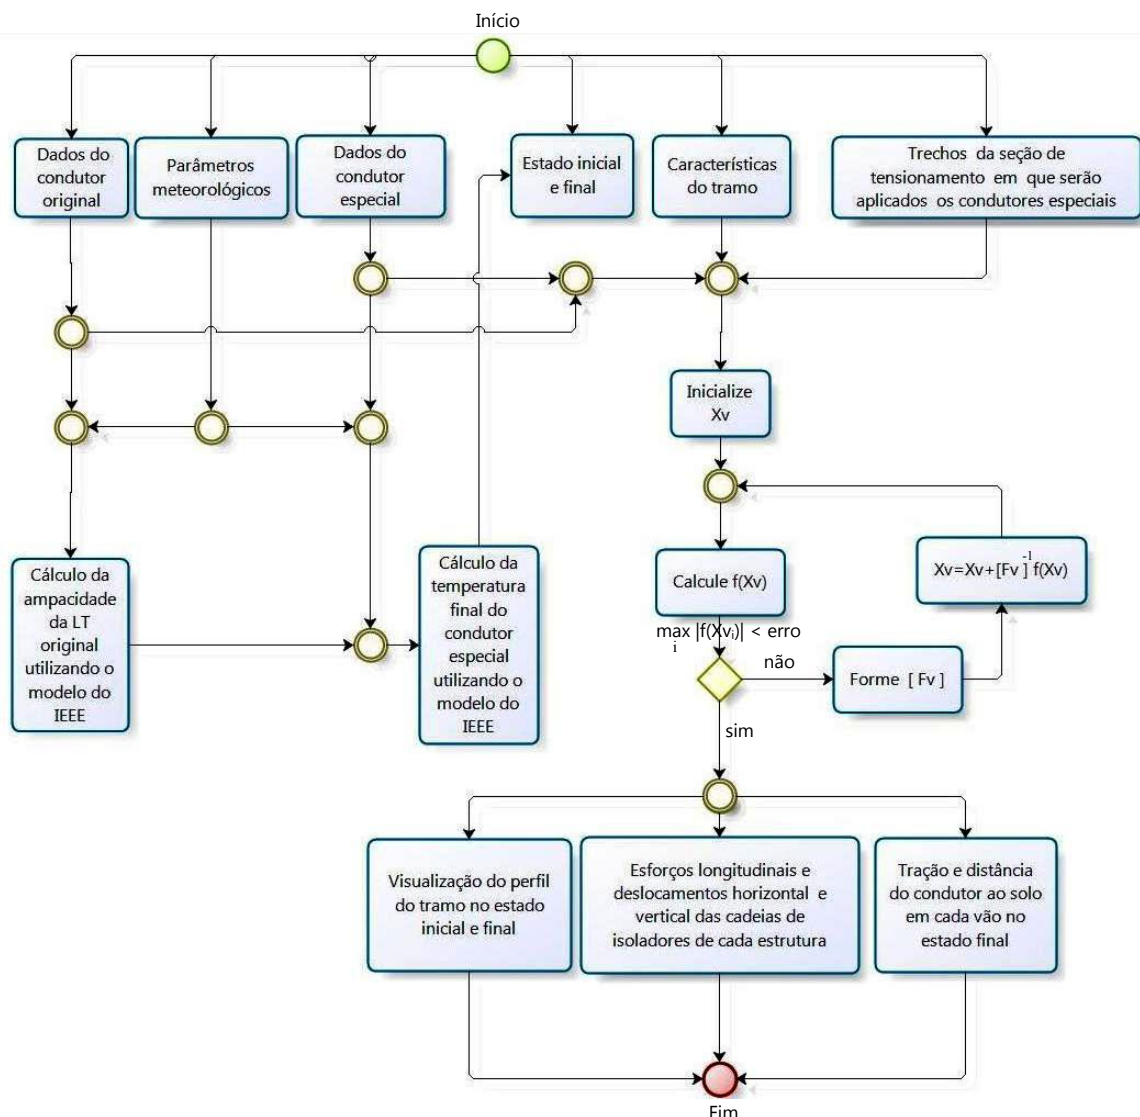 Início
Dados do
condutor
original
Parâmetros
meteorológicos
Dados do
condutor
especial
Estado inicial
e final
Característisas
do tramo
Trechos da seção de
tensionamento em que serão
aplicados os condutores especiais
Inicialize
Xv
Calcule f(Xv)
Xv=Xv+[Fv]⁻¹ f(Xv)
max |f(Xvᵢ)| < erro
i
não
Forme [ Fv ]
sim
Cálculo da
ampacidade
da LT
original
utilizando o
modelo do
IEEE
Cálculo da
temperatura
final do
condutor
especial
utilizando o
modelo do
IEEE
Visualização do perfil
do tramo no estado
inicial e final
Esforços longitudinais e
deslocamentos horizontal e
vertical das cadeias de
isoladores de cada estrutura
Tração e distância
do condutor ao solo
em cada vão no
estado final
Fim